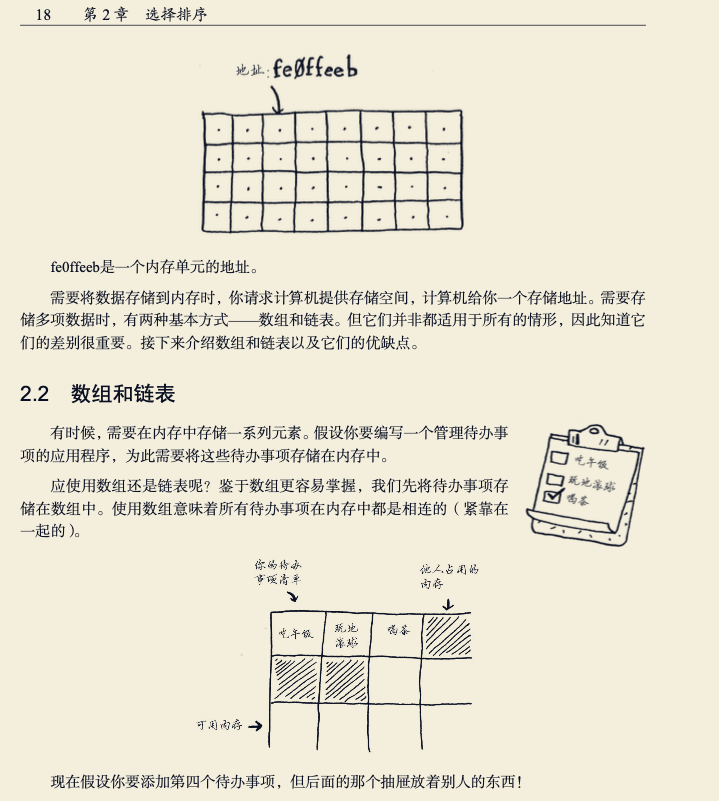 18 第 2 章 选择排序
地址:fe0ffeeb
fe0ffeeb是一个内存单元的地址。
需要将数据存储到内存时，你请求计算机提供存储空间，计算机给你一个存储地址。需要存
储多项数据时，有两种基本方式——数组和链表。但它们并非都适用于所有的情形，因此知道它
们的差别很重要。接下来介绍数组和链表以及它们的优缺点。
2.2 数组和链表
有时候，需要在内存中存储一系列元素。假设你要编写一个管理待办事
项的应用程序，为此需要将这些待办事项存储在内存中。
应使用数组还是链表呢？鉴于数组更容易掌握，我们先将待办事项存
储在数组中。使用数组意味着所有待办事项在内存中都是相连的（紧靠在
一起的）。
吃午饭
玩地滚球
喝茶
你的待办
事项清单
他人占用的
内存
吃午饭
玩地
滚球
喝茶
可用内存
现在假设你要添加第四个待办事项，但后面的那个抽屉放着别人的东西！